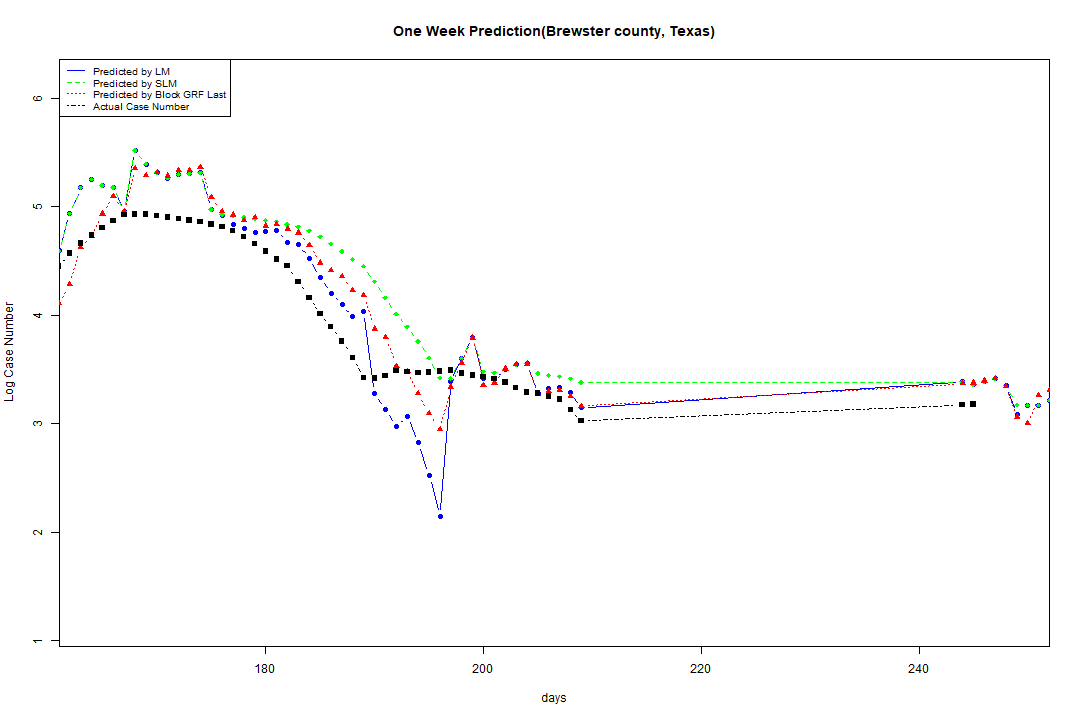 One Week Prediction(Brewster county, Texas)
Predicted by LM
Predicted by SLM
Predicted by Block GRF Last
Actual Case Number
6
5
4
3
2
1
Log Case Number
180 200 220 240
days